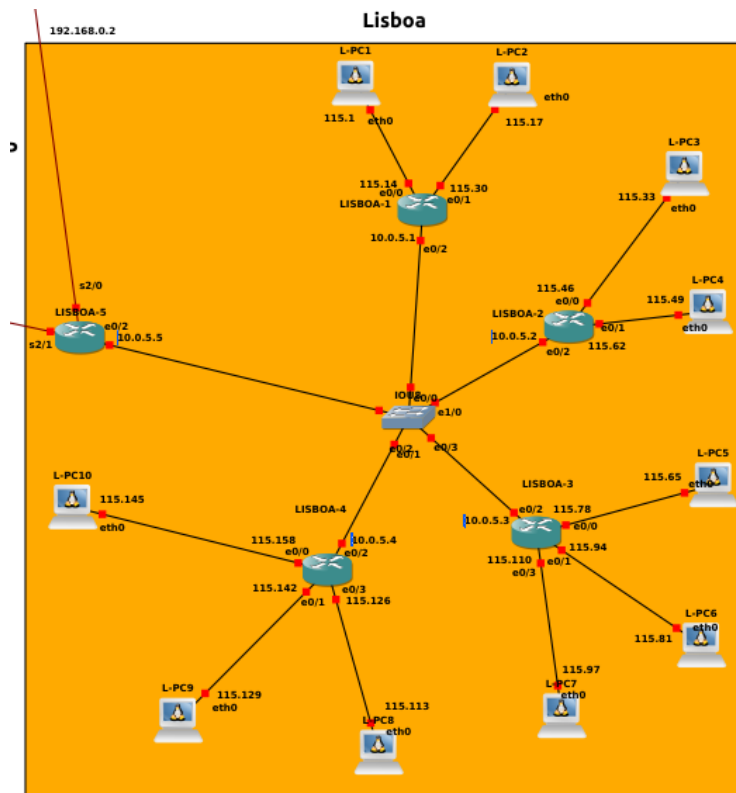 Lisboa
192.168.0.2
L-PC1
L-PC2
115.1
eth0
eth0
115.17
L-PC3
115.14
e0/0
115.30
e0/1
LISBOA-1
115.33
eth0
10.0.5.1
e0/2
L-PC4
s2/0
115.46
e0/0
115.49
LISBOA-5
e0/2
10.0.5.5
s2/1
LISBOA-2
e0/1
eth0
10.0.5.2
e0/2
115.62
e0/0
e1/0
e0/2
e0/1
e0/3
L-PC5
L-PC10
115.65
eth0
115.145
eth0
LISBOA-4
LISBOA-3
e0/2
115.78
10.0.5.3
e0/0
115.158
e0/0
10.0.5.4
e0/2
115.110
e0/3
e0/1
115.94
115.142
e0/1
e0/3
115.126
L-PC6
eth0
115.81
L-PC9
115.129
eth0
115.113
L-PC8
eth0
115.97
L-PC7
eth0